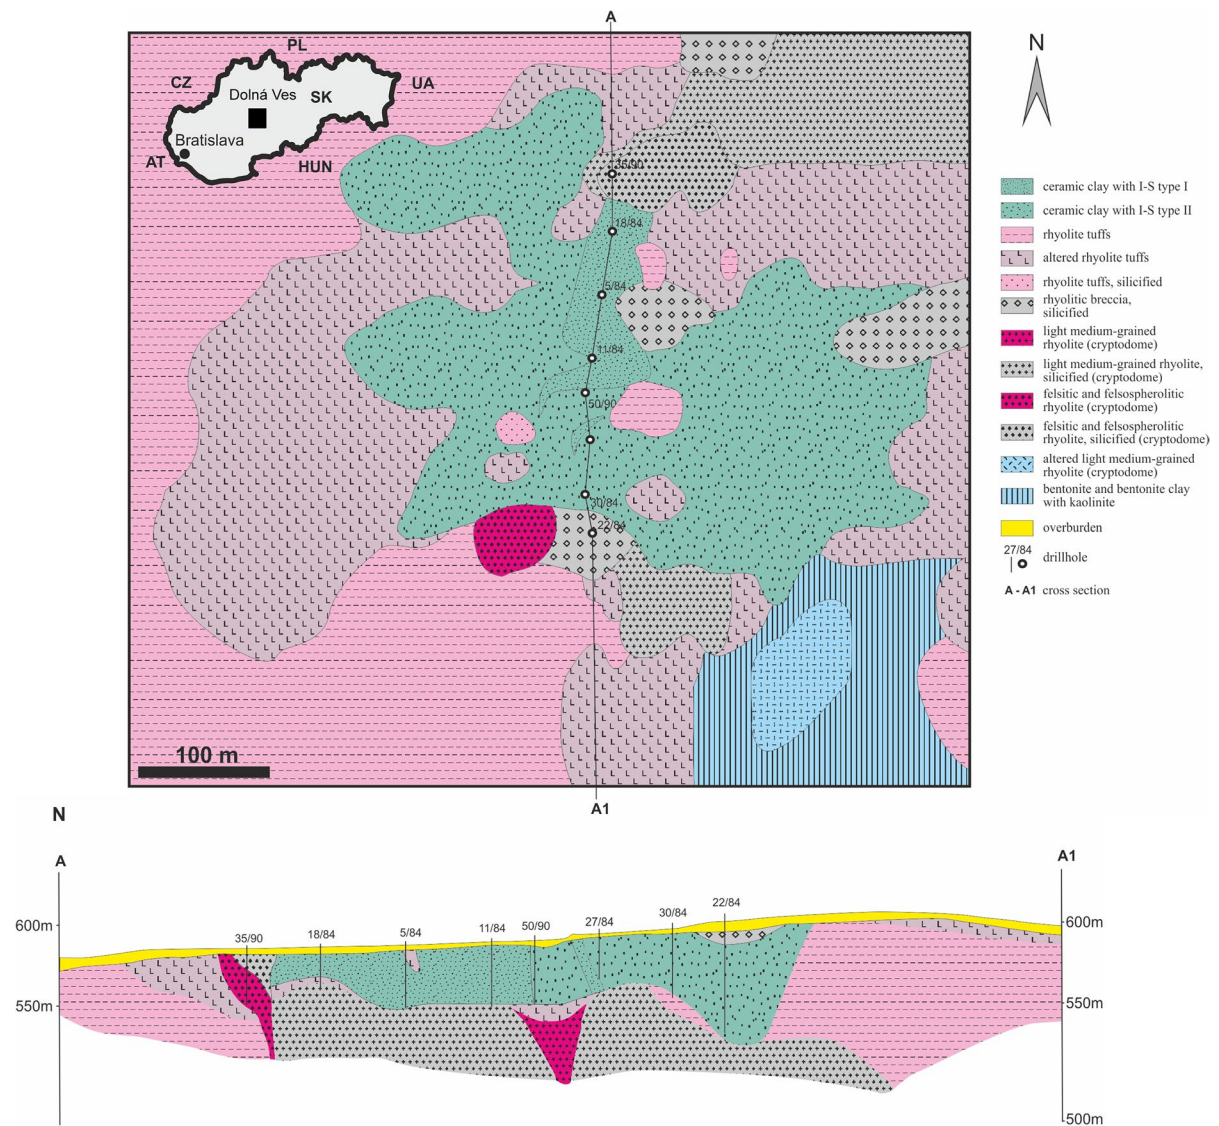 A
N
PL
CZ
UA
Dolná Ves
SK
Bratislava
AT
HUN
35/90
18/84
5/84
11/84
50/90
30/84
22/84
100 m
A1
ceramic clay with I-S type I
ceramic clay with I-S type II
rhyolite tuffs
altered rhyolite tuffs
rhyolite tuffs, silicified
rhyolitic breccia,
silicified
light medium-grained
rhyolite (cryptodome)
light medium-grained rhyolite,
silicified (cryptodome)
felsitic and felsospherolitic
rhyolite (cryptodome)
felsitic and felsospherolitic
rhyolite, silicified (cryptodome)
altered light medium-grained
rhyolite (cryptodome)
bentonite and bentonite clay
with kaolinite
overburden
27/84
drillhole
A - A1 cross section
N
A
A1
600m
550m
35/90
18/84
5/84
11/84
50/90
27/84
30/84
22/84
600m
550m
500m